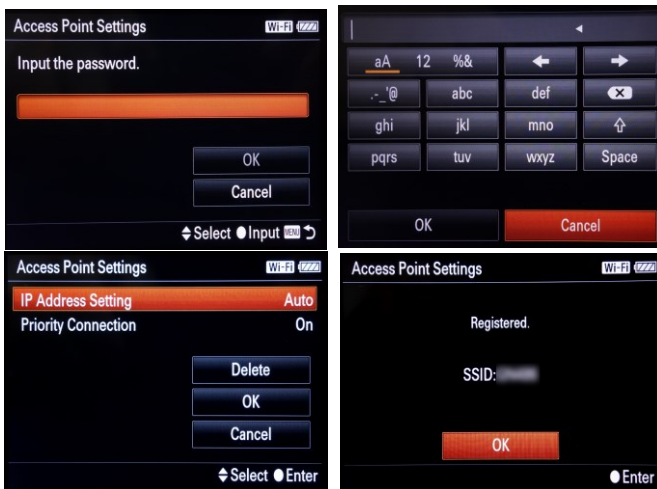 Access Point Settings Wi-Fi
Input the password.
OK
Cancel
Select Input MENU
aA 12 %&
.-_'@ abc def
ghi jkl mno
pqrs tuv wxyz Space
OK Cancel
Access Point Settings Wi-Fi
IP Address Setting Auto
Priority Connection On
Delete
OK
Cancel
Select Enter
Access Point Settings Wi-Fi
Registered.
SSID:
OK
Enter